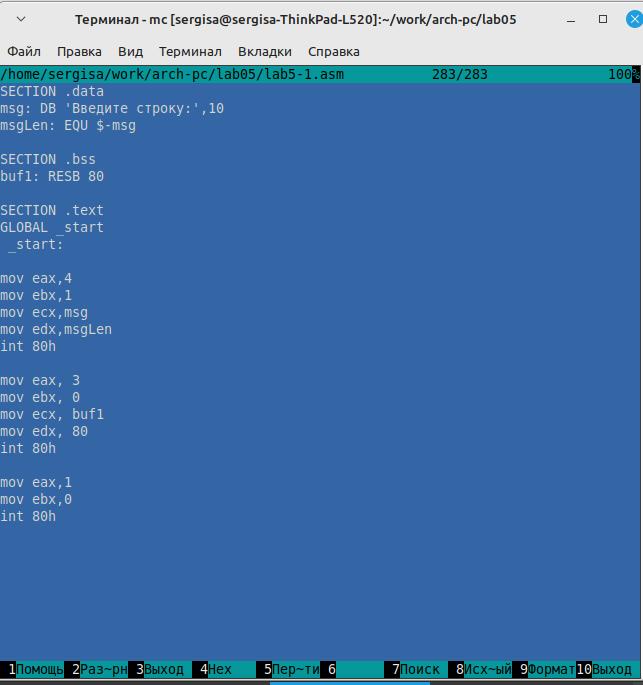 Терминал - mc [sergisa@sergisa-ThinkPad-L520]:~/work/arch-pc/lab05
Файл Правка Вид Терминал Вкладки Справка
/home/sergisa/work/arch-pc/lab05/lab5-1.asm 283/283 100%
SECTION .data
msg: DB 'Введите строку:',10
msgLen: EQU $-msg
SECTION .bss
buf1: RESB 80
SECTION .text
GLOBAL _start
_start:
mov eax,4
mov ebx,1
mov ecx,msg
mov edx,msgLen
int 80h
mov eax, 3
mov ebx, 0
mov ecx, buf1
mov edx, 80
int 80h
mov eax,1
mov ebx,0
int 80h
1Помощь 2Раз~рн 3Выход 4Hex 5Пер~ти 6 7Поиск 8Исх~ый 9Формат 10Выход